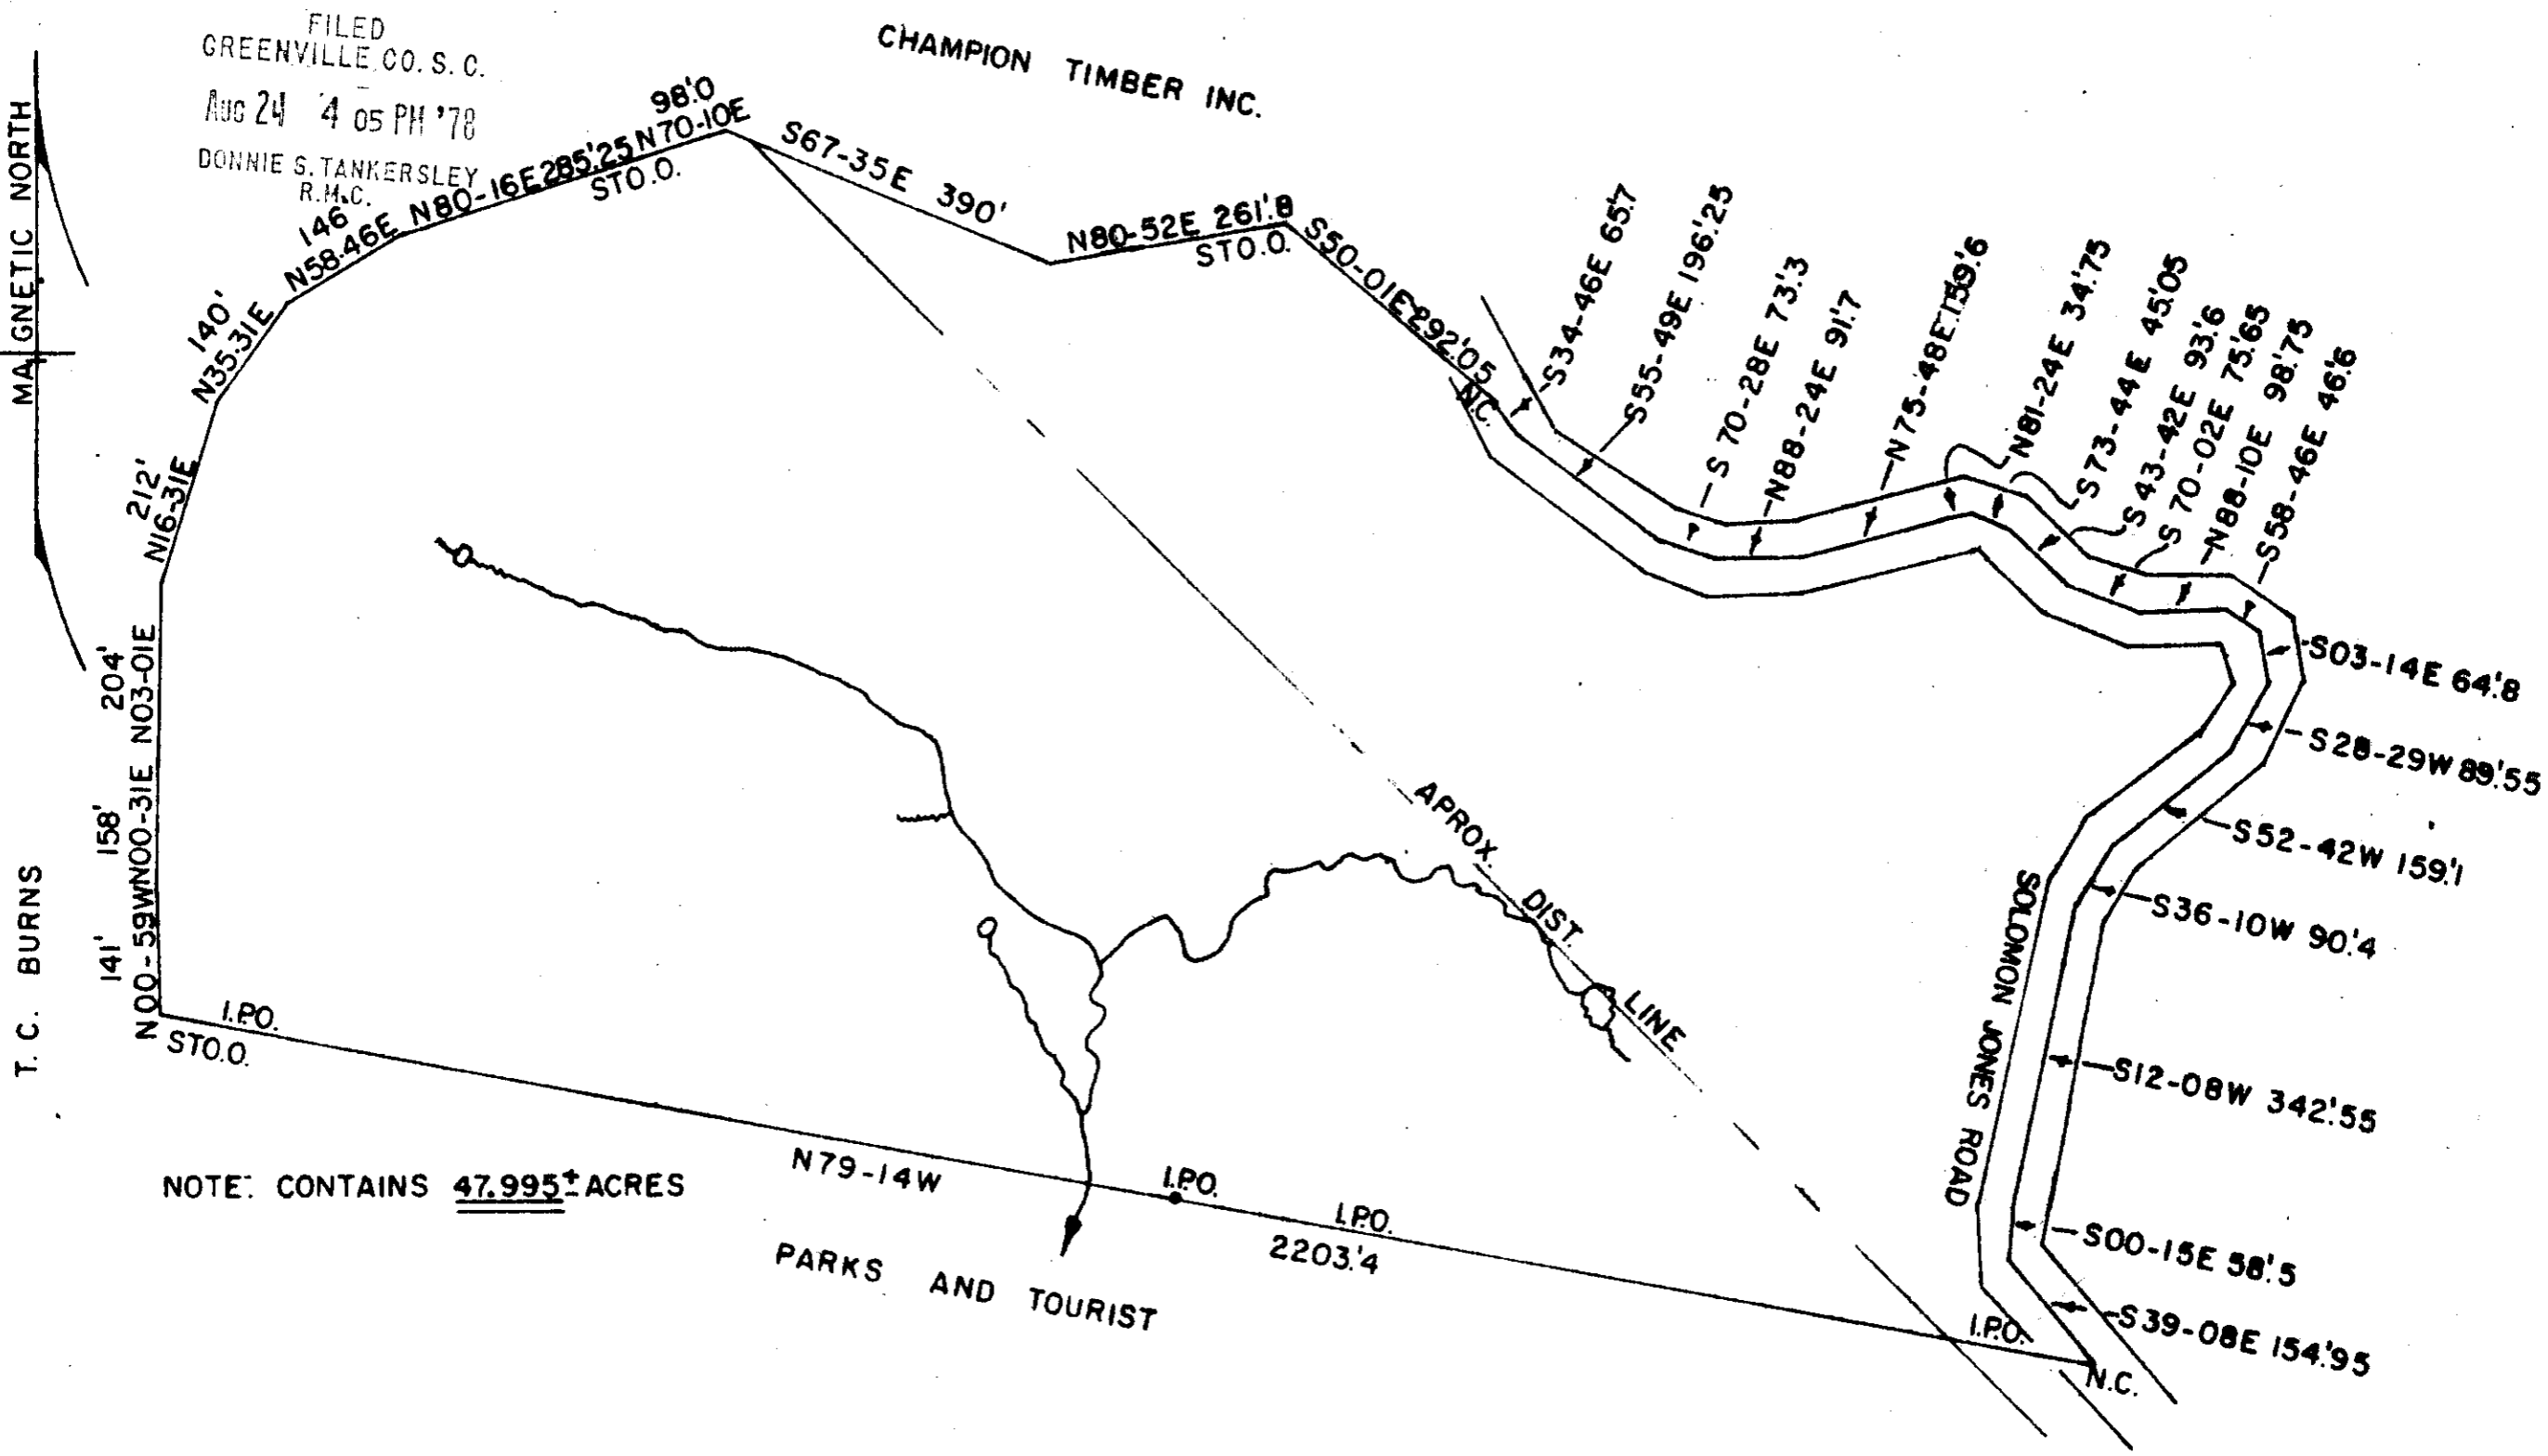 FILED
GREENVILLE CO. S. C.
AUG 24 4 05 PM '78
DONNIE S. TANKERSLEY
R.M.C.
MAGNETIC NORTH
CHAMPION TIMBER INC.
T. C. BURNS
141'
N00-59W
158'
N00-31E
204'
N03-01E
212'
N16-31E
140'
N35-31E
146'
N58-46E
N80-16E 285'.25
STO.O.
98'.0
N70-10E
S67-35E 390'
N80-52E 261'.8
STO.O.
S50-01E 292'.05
N.C.
S34-46E 65'.7
S55-49E 196'.25
S70-28E 73'.3
N88-24E 91'.7
N75-48E 159'.6
N81-24E 34'.75
S73-44E 45'.05
S43-42E 93'.6
S70-02E 75'.65
N88-10E 98'.75
S58-46E 46'.6
S03-14E 64'.8
S28-29W 89'.55
S52-42W 159'.1
S36-10W 90'.4
S12-08W 342'.55
S00-15E 58'.5
S39-08E 154'.95
SOLOMON JONES ROAD
APROX. DIST. LINE
I.P.O.
STO.O.
N79-14W
I.P.O.
I.P.O.
2203'.4
I.P.O.
N.C.
NOTE: CONTAINS 47.995± ACRES
PARKS AND TOURIST